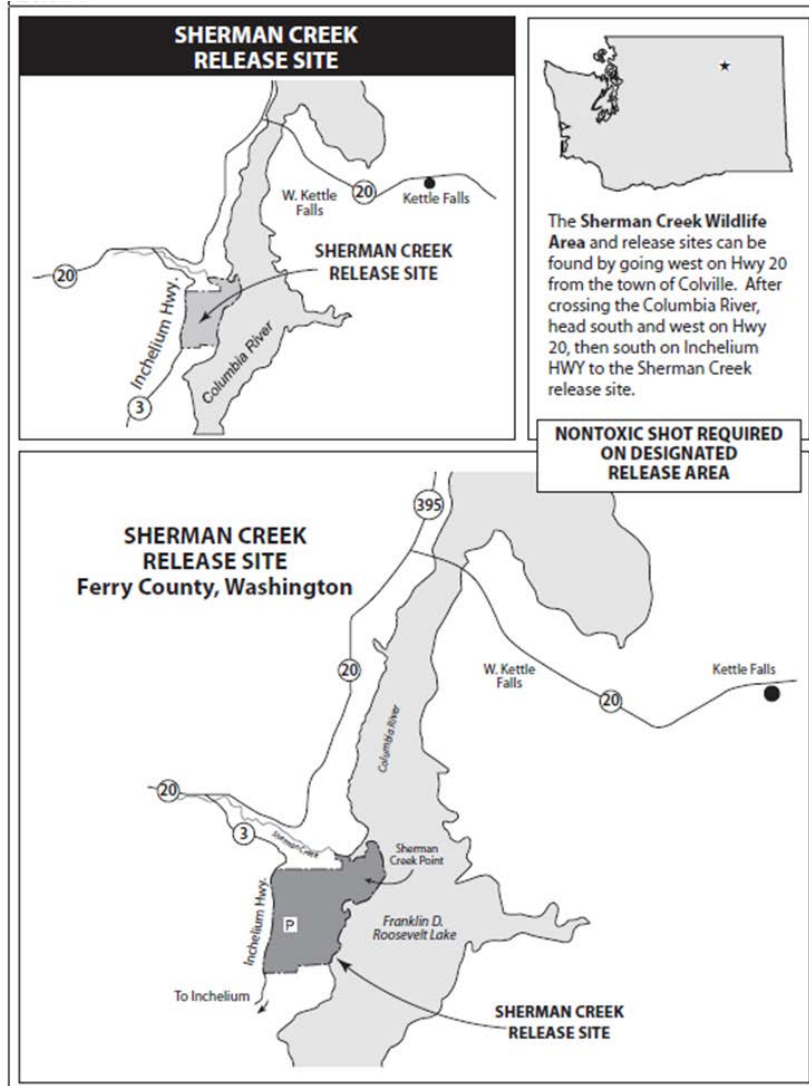 SHERMAN CREEK
RELEASE SITE
20
W. Kettle
Falls
Kettle Falls
SHERMAN CREEK
RELEASE SITE
20
Inchelium Hwy.
Columbia River
3
The Sherman Creek Wildlife
Area and release sites can be
found by going west on Hwy 20
from the town of Colville. After
crossing the Columbia River,
head south and west on Hwy
20, then south on Inchelium
HWY to the Sherman Creek
release site.
NONTOXIC SHOT REQUIRED
ON DESIGNATED
RELEASE AREA
395
SHERMAN CREEK
RELEASE SITE
Ferry County, Washington
20
W. Kettle
Falls
Kettle Falls
20
Columbia River
20
3
Sherman Creek
Sherman
Creek Point
Inchelium Hwy.
P
Franklin D.
Roosevelt Lake
To Inchelium
SHERMAN CREEK
RELEASE SITE